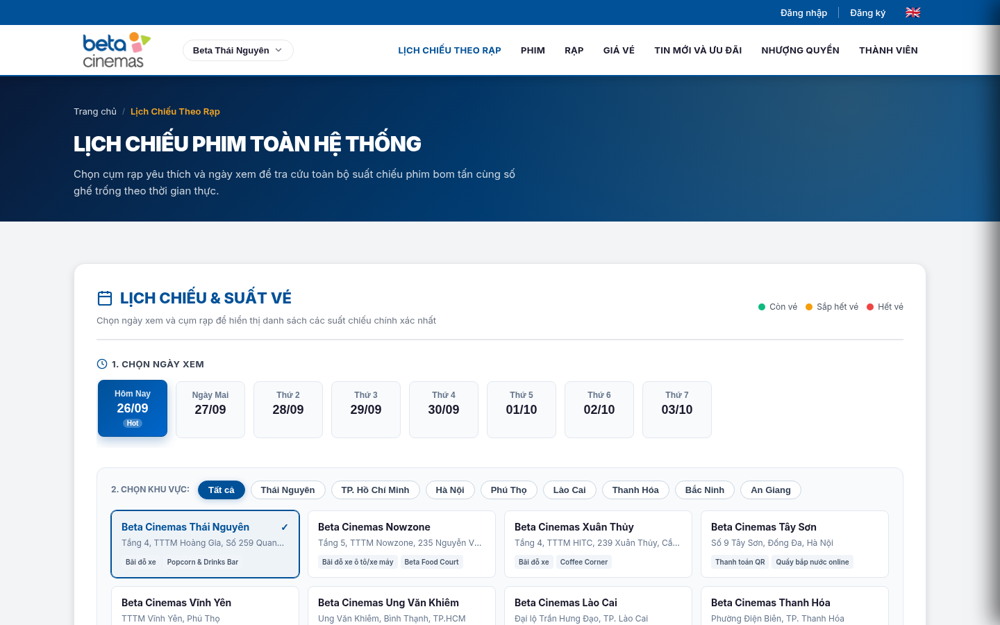 Đăng nhập
Đăng ký
beta cinemas
Beta Thái Nguyên
LỊCH CHIẾU THEO RẠP
PHIM
RẠP
GIÁ VÉ
TIN MỚI VÀ ƯU ĐÃI
NHƯỢNG QUYỀN
THÀNH VIÊN
Trang chủ / Lịch Chiếu Theo Rạp
LỊCH CHIẾU PHIM TOÀN HỆ THỐNG
Chọn cụm rạp yêu thích và ngày xem để tra cứu toàn bộ suất chiếu phim bom tấn cùng số
ghế trống theo thời gian thực.
LỊCH CHIẾU & SUẤT VÉ
Chọn ngày xem và cụm rạp để hiển thị danh sách các suất chiếu chính xác nhất
Còn vé
Sắp hết vé
Hết vé
1. CHỌN NGÀY XEM
Hôm Nay
26/09
Hot
Ngày Mai
27/09
Thứ 2
28/09
Thứ 3
29/09
Thứ 4
30/09
Thứ 5
01/10
Thứ 6
02/10
Thứ 7
03/10
2. CHỌN KHU VỰC:
Tất cả
Thái Nguyên
TP. Hồ Chí Minh
Hà Nội
Phú Thọ
Lào Cai
Thanh Hóa
Bắc Ninh
An Giang
Beta Cinemas Thái Nguyên ✓
Tầng 4, TTTM Hoàng Gia, Số 259 Quan...
Bãi đỗ xe
Popcorn & Drinks Bar
Beta Cinemas Nowzone
Tầng 5, TTTM Nowzone, 235 Nguyễn V...
Bãi đỗ xe ô tô/xe máy
Beta Food Court
Beta Cinemas Xuân Thủy
Tầng 4, TTTM HITC, 239 Xuân Thủy, Cầ...
Bãi đỗ xe
Coffee Corner
Beta Cinemas Tây Sơn
Số 9 Tây Sơn, Đống Đa, Hà Nội
Thanh toán QR
Quầy bắp nước online
Beta Cinemas Vĩnh Yên
TTTM Vĩnh Yên, Phú Thọ
Beta Cinemas Ung Văn Khiêm
Ung Văn Khiêm, Bình Thạnh, TP.HCM
Beta Cinemas Lào Cai
Đại lộ Trần Hưng Đạo, TP. Lào Cai
Beta Cinemas Thanh Hóa
Phường Điện Biên, TP. Thanh Hóa